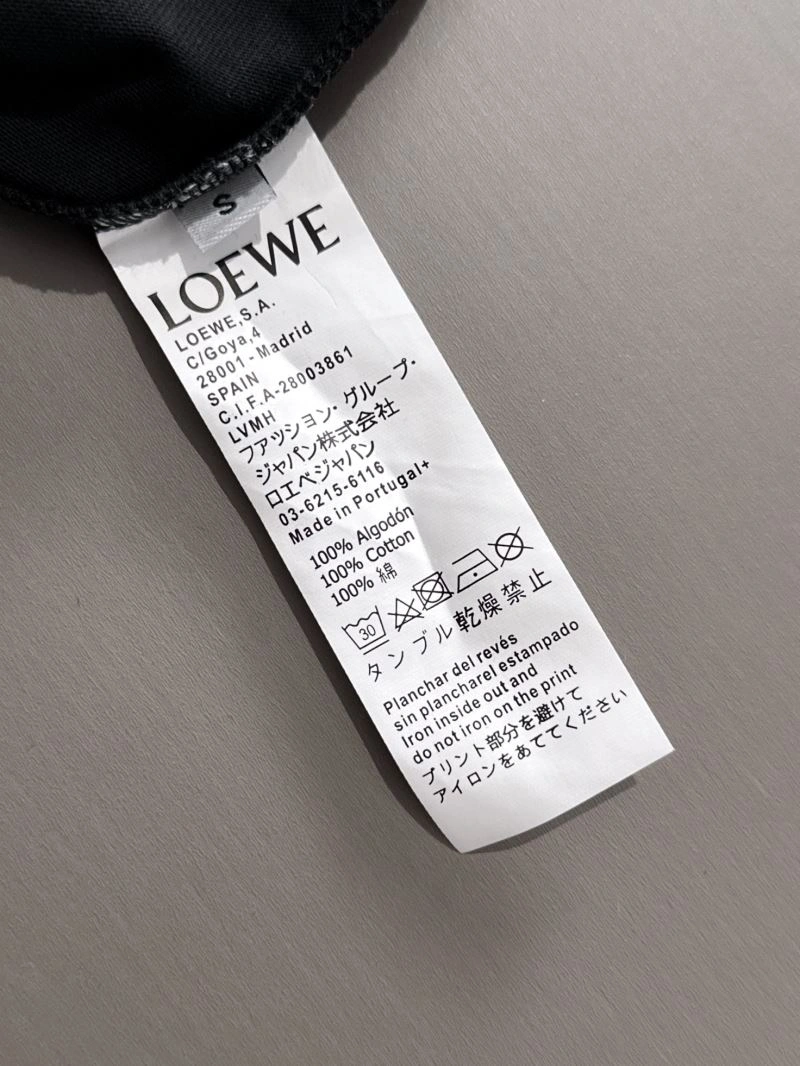 S
LOEWE
LOEWE,S.A.
C/Goya,4
28001 - Madrid
SPAIN
C.I.F.A-28003861
LVMH
ファッション・グループ・
ジャパン株式会社
ロエベジャパン
03-6215-6116
Made in Portugal+
100% Algodón
100% Cotton
100% 綿
30
タンブル乾燥禁止
Planchar del revés
sin plancharel estampado
Iron inside out and
do not iron on the print
プリント部分を避けて
アイロンをあててください